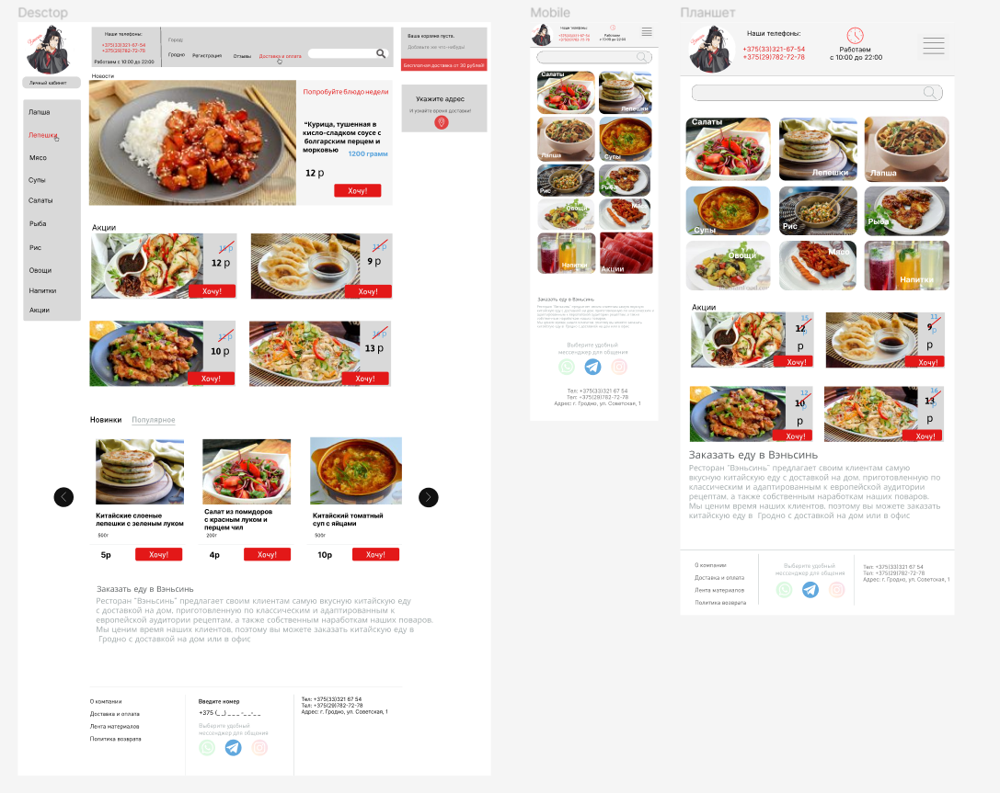 Desctop
Наши телефоны:
+375(33)321-67-54
+375(29)782-72-78
Работаем с 10:00 до 22:00
Город:
Гродно
Регистрация
Отзывы
Доставка и оплата
Ваша корзина пуста.
Добавьте же что-нибудь!
Бесплатная доставка от 30 рублей!
Личный кабинет
Лапша
Лепешки
Мясо
Супы
Салаты
Рыба
Рис
Овощи
Напитки
Акции
Новости
Попробуйте блюдо недели
"Курица, тушенная в
кисло-сладком соусе с
болгарским перцем и
морковью
1200 грамм
12 р
Хочу!
Укажите адрес
И узнайте время доставки!
Акции
15 р
12 р
Хочу!
11 р
9 р
Хочу!
12 р
10 р
Хочу!
16 р
13 р
Хочу!
Новинки
Популярное
Китайские слоеные
лепешки с зеленым луком
500г
5р
Хочу!
Салат из помидоров
с красным луком и
перцем чил
200г
4р
Хочу!
Китайский томатный
суп с яйцами
500г
10р
Хочу!
Заказать еду в Вэньсинь
Ресторан "Вэньсинь" предлагает своим клиентам самую вкусную китайскую еду
с доставкой на дом, приготовленную по классическим и адаптированным к
европейской аудитории рецептам, а также собственным наработкам наших поваров.
Мы ценим время наших клиентов, поэтому вы можете заказать китайскую еду в
Гродно с доставкой на дом или в офис
О компании
Доставка и оплата
Лента материалов
Политика возврата
Введите номер
+375 (_ _) _ _ _ -_ _-_ _
Выберите удобный
мессенджер для общения
Тел: +375(33)321 67 54
Тел: +375(29)782-72-78
Адрес: г. Гродно, ул. Советская, 1
Mobile
Наши телефоны:
+375(33)321-67-54
+375(29)782-72-78
Работаем
с 10:00 до 22:00
Салаты
Лепешки
Лапша
Супы
Рис
Рыба
Овощи
Мясо
Напитки
Акции
Заказать еду в Вэньсинь
Выберите удобный
мессенджер для общения
Тел: +375(33)321 67 54
Тел: +375(29)782-72-78
Адрес: г. Гродно, ул. Советская, 1
Планшет
Наши телефоны:
+375(33)321-67-54
+375(29)782-72-78
Работаем
с 10:00 до 22:00
Салаты
Лепешки
Лапша
Супы
Рис
Рыба
Овощи
Мясо
Напитки
Акции
15
р
12
р
Хочу!
11
р
9
р
Хочу!
12
р
10
р
Хочу!
16
р
13
р
Хочу!
Заказать еду в Вэньсинь
Ресторан "Вэньсинь" предлагает своим клиентам самую
вкусную китайскую еду с доставкой на дом, приготовленную по
классическим и адаптированным к европейской аудитории
рецептам, а также собственным наработкам наших поваров.
Мы ценим время наших клиентов, поэтому вы можете заказать
китайскую еду в Гродно с доставкой на дом или в офис
О компании
Доставка и оплата
Лента материалов
Политика возврата
Выберите удобный
мессенджер для общения
Тел: +375(33)321 67 54
Тел: +375(29)782-72-78
Адрес: г. Гродно, ул. Советская, 1